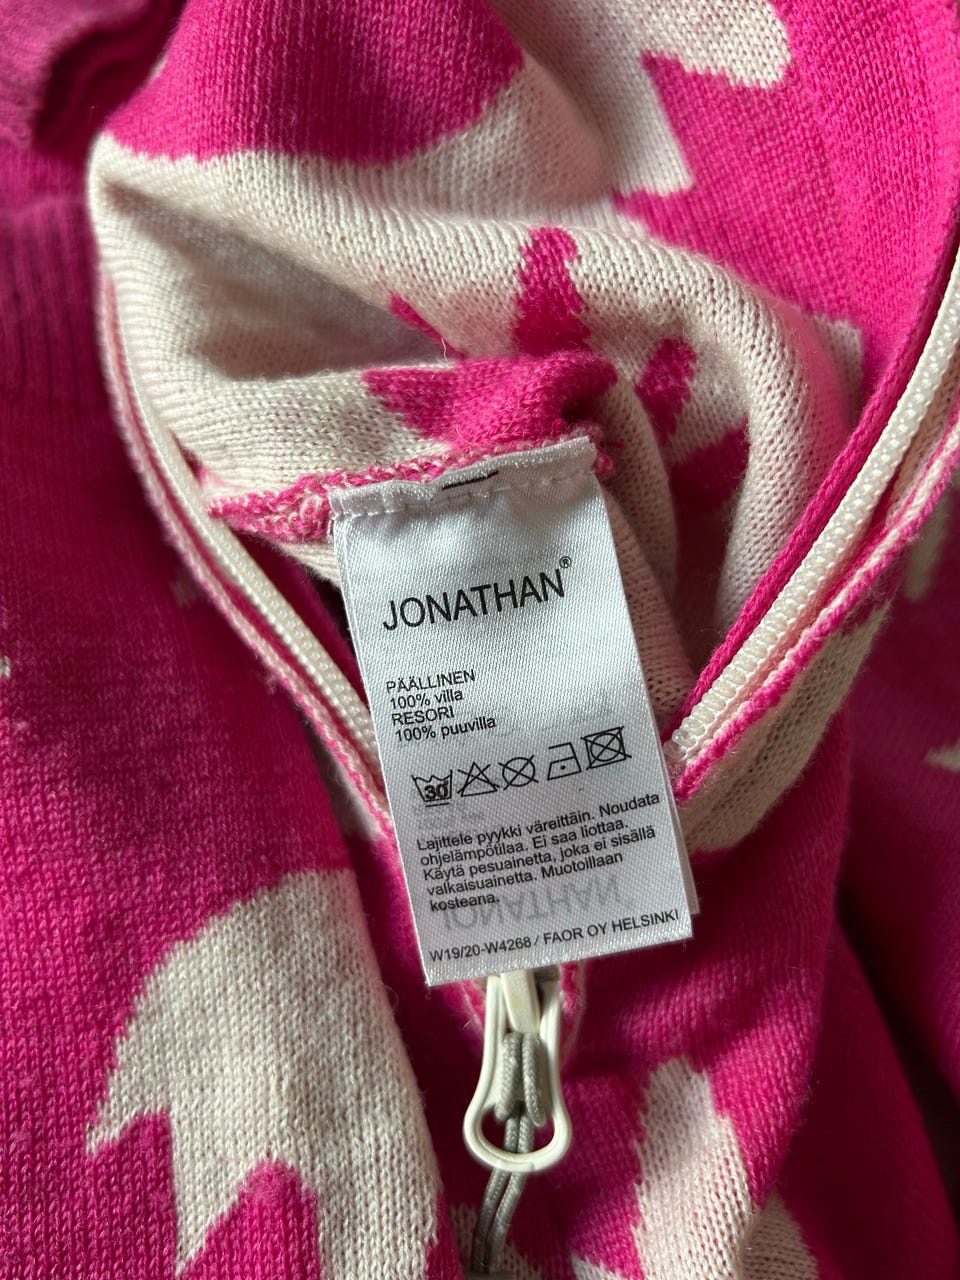 JONATHAN®
PÄÄLLINEN
100% villa
RESORI
100% puuvilla
30
Lajittele pyykki väreittäin. Noudata
ohjelämpötilaa. Ei saa liottaa.
Käytä pesuainetta, joka ei sisällä
valkaisuainetta. Muotoillaan
kosteana.
JONATHAN
W19/20-W4268 / FAOR OY HELSINKI